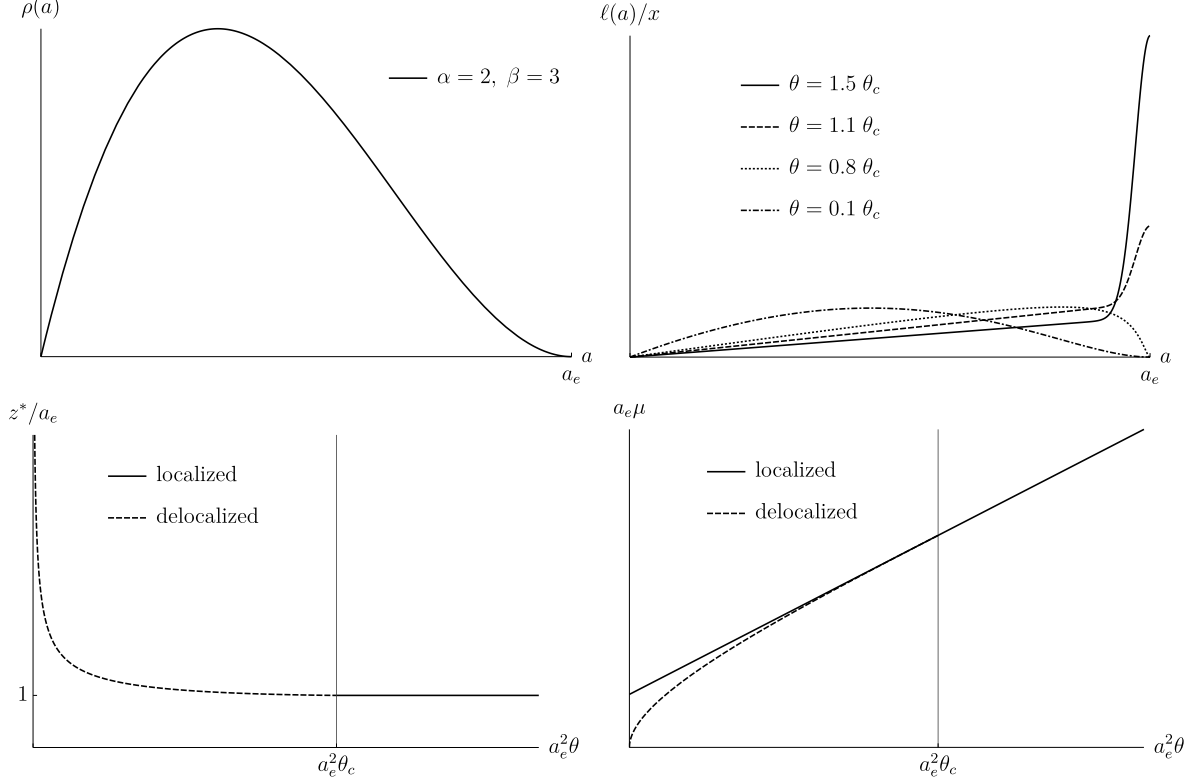 ρ(a)
α = 2, β = 3
a
a_e
ℓ(a)/x
θ = 1.5 θ_c
θ = 1.1 θ_c
θ = 0.8 θ_c
θ = 0.1 θ_c
a
a_e
z*/a_e
localized
delocalized
1
a_e^2θ
a_e^2θ_c
a_eμ
localized
delocalized
a_e^2θ
a_e^2θ_c